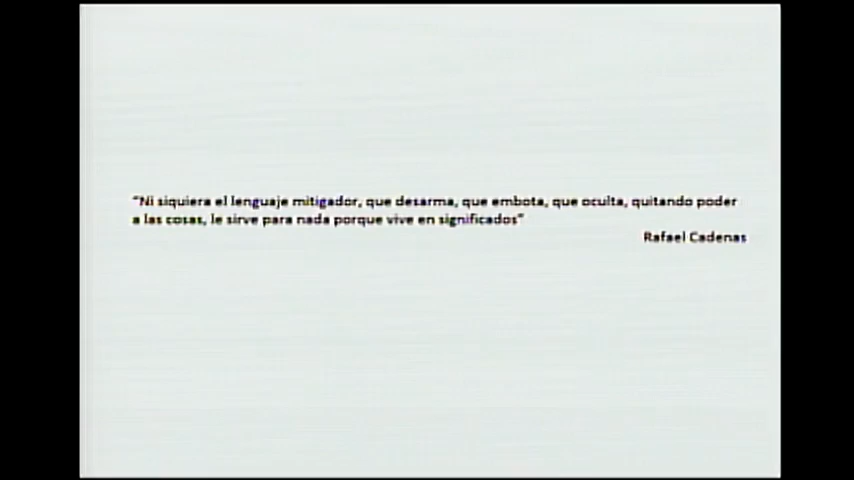 “Ni siquiera el lenguaje mitigador, que desarma, que embota, que oculta, quitando poder
a las cosas, le sirve para nada porque vive en significados”
Rafael Cadenas